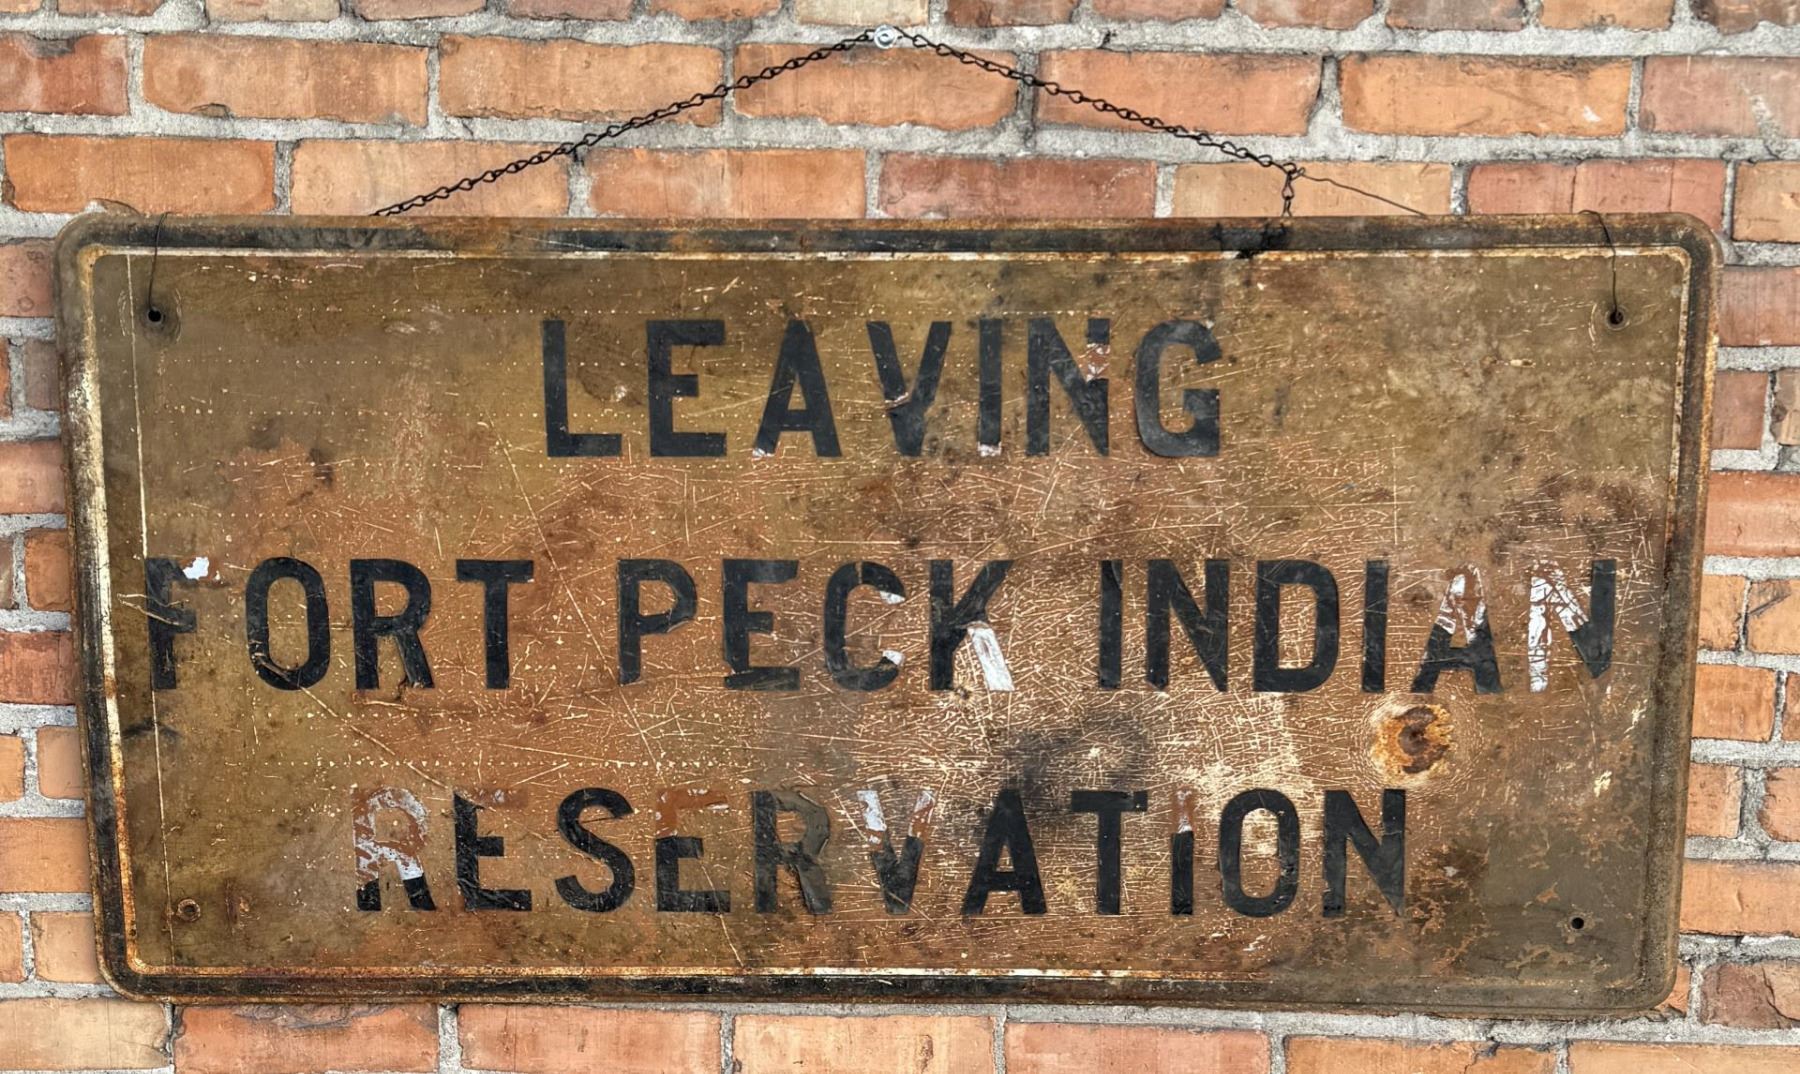 LEAVING
FORT PECK INDIAN
RESERVATION